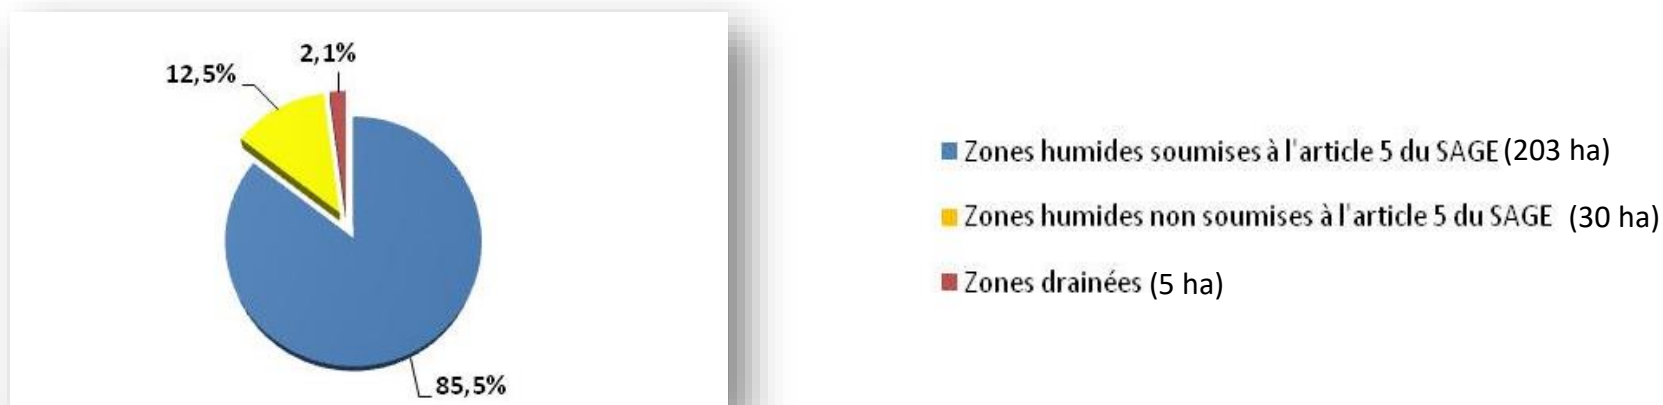 2,1%
12,5%
85,5%
Zones humides soumises à l'article 5 du SAGE (203 ha)
Zones humides non soumises à l'article 5 du SAGE (30 ha)
Zones drainées (5 ha)